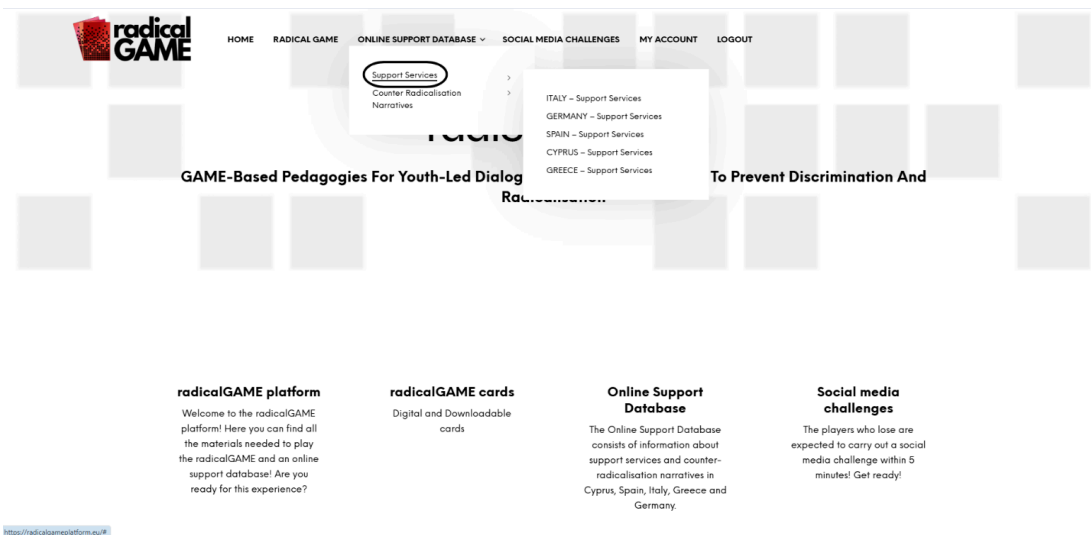 radical
GAME
HOME RADICAL GAME ONLINE SUPPORT DATABASE SOCIAL MEDIA CHALLENGES MY ACCOUNT LOGOUT
Support Services
Counter Radicalisation
Narratives
ITALY – Support Services
GERMANY – Support Services
SPAIN – Support Services
CYPRUS – Support Services
GREECE – Support Services
GAME-Based Pedagogies For Youth-Led Dialog To Prevent Discrimination And
radicalGAME platform
Welcome to the radicalGAME
platform! Here you can find all
the materials needed to play
the radicalGAME and an online
support database! Are you
ready for this experience?
radicalGAME cards
Digital and Downloadable
cards
Online Support
Database
The Online Support Database
consists of information about
support services and counter-
radicalisation narratives in
Cyprus, Spain, Italy, Greece and
Germany.
Social media
challenges
The players who lose are
expected to carry out a social
media challenge within 5
minutes! Get ready!
https://radicalgameplatform.eu/#